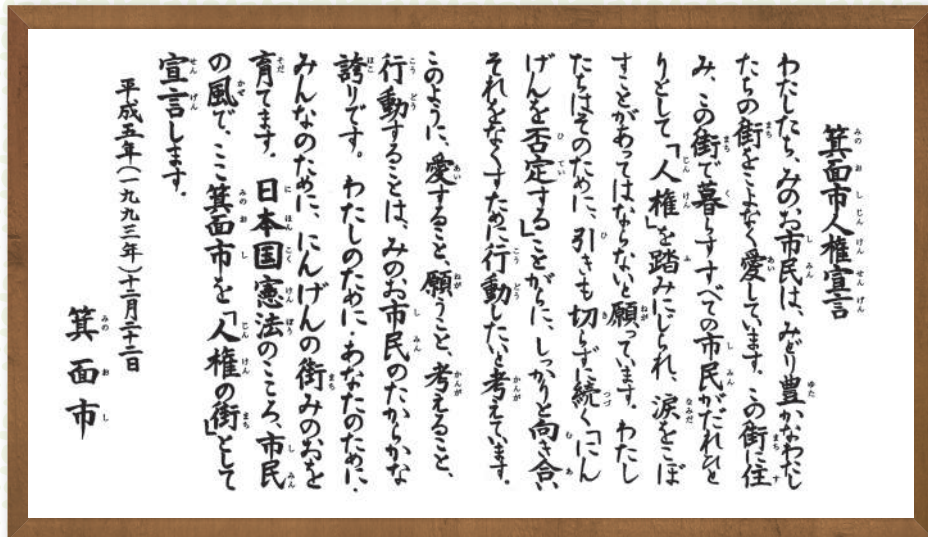 箕面市人権宣言
わたしたち、みのお市民は、みどり豊かなわたし
たちの街をこよなく愛しています。この街に住
み、この街で暮らすすべての市民がだれひと
りとして「人権」を踏みにじられ、涙をこぼ
すことがあってはならないと願っています。わたし
たちはそのために、引きも切らずに続く「にん
げんを否定する」ことがらに、しっかりと向き合い
それをなくすために行動したいと考えています。
このように、愛すること、願うこと、考えること、
行動することは、みのお市民のたからかな
誇りです。わたしのために・あなたのために・
みんなのために、にんげんの街みのおを
育てます。日本国憲法のこころ、市民
の風で、ここ箕面市を「人権の街」として
宣言します。
平成五年(一九九三年)十二月二十二日
箕面市